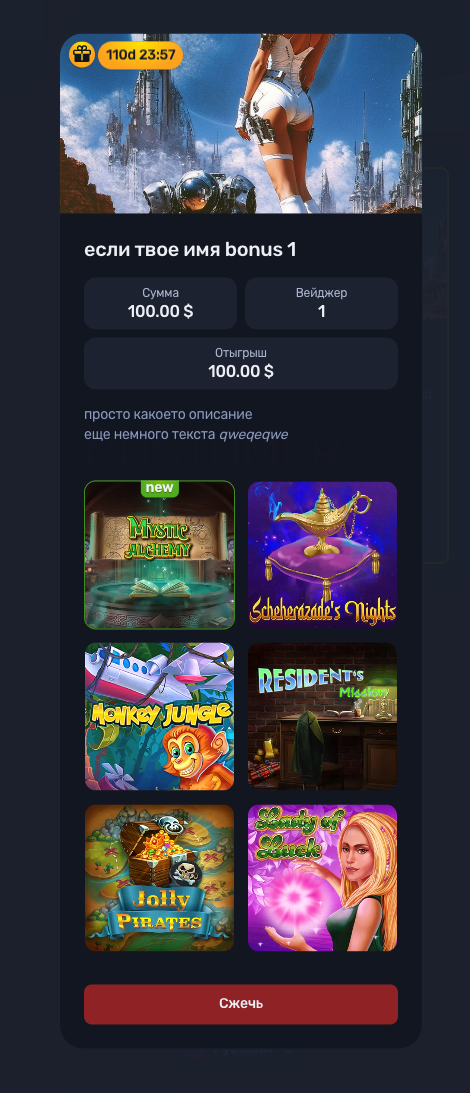 110d 23:57
если твое имя bonus 1
Сумма
100.00 $
Вейджер
1
Отыгрыш
100.00 $
просто какоето описание
еще немного текста qweqeqwe
new
Mystic
Alchemy
Scheherazade's Nights
MONKEY JUNGLE
RESIDENT'S
Mission
Jolly
PIRATES
Lady of
Luck
Сжечь